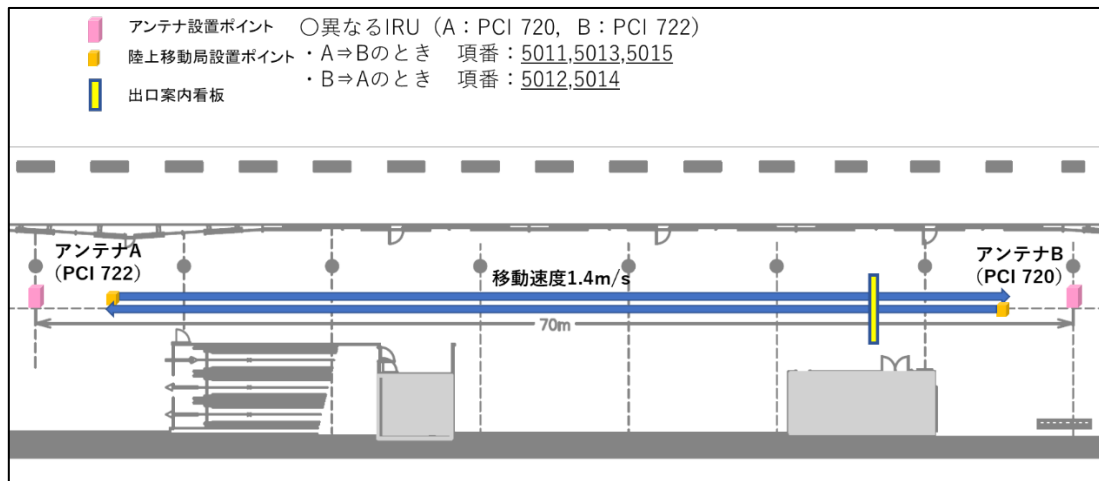 アンテナ設置ポイント
○異なるIRU（A：PCI 720，B：PCI 722）
陸上移動局設置ポイント
・A⇒Bのとき　項番：5011,5013,5015
・B⇒Aのとき　項番：5012,5014
出口案内看板
アンテナA
（PCI 722）
移動速度1.4m/s
アンテナB
（PCI 720）
70m